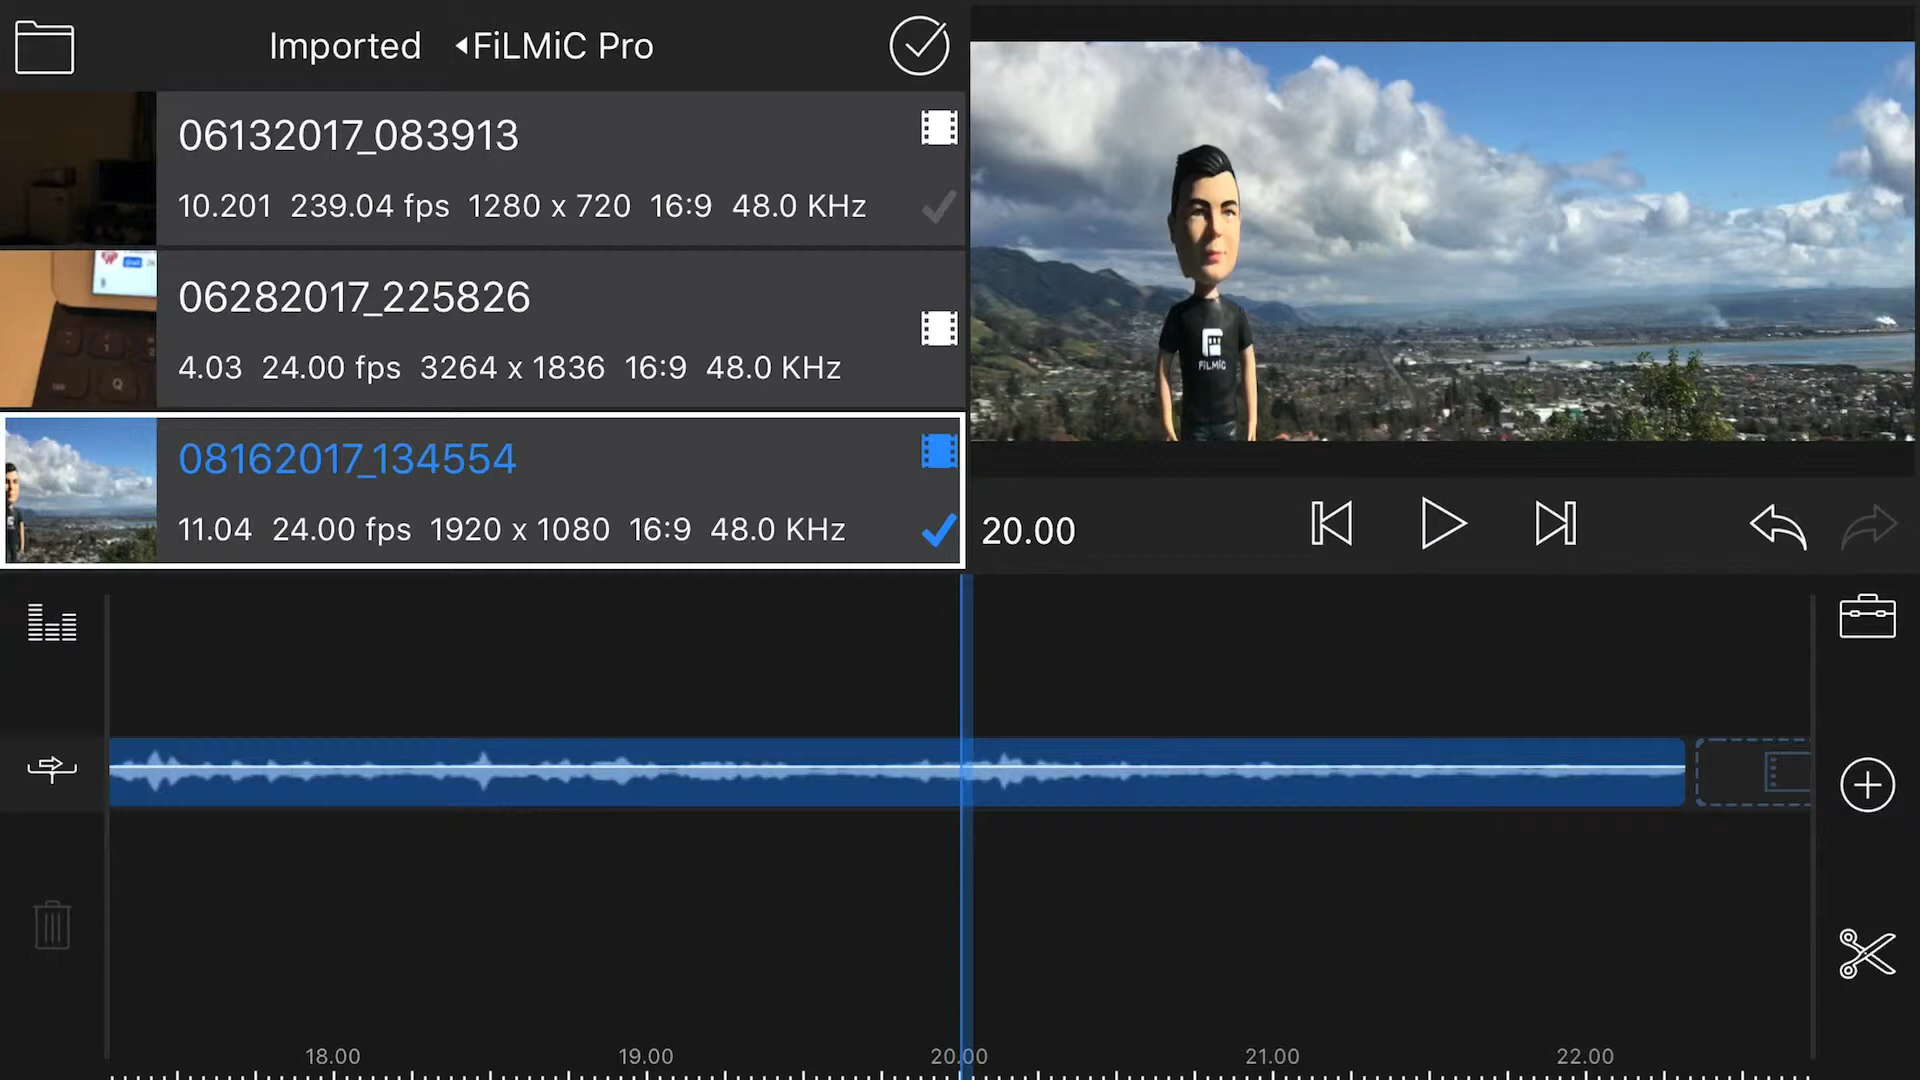 Imported ◂FiLMiC Pro
06132017_083913
10.201 239.04 fps 1280 x 720 16:9 48.0 KHz
06282017_225826
4.03 24.00 fps 3264 x 1836 16:9 48.0 KHz
08162017_134554
11.04 24.00 fps 1920 x 1080 16:9 48.0 KHz
FiLMiC
20.00
18.00 19.00 20.00 21.00 22.00